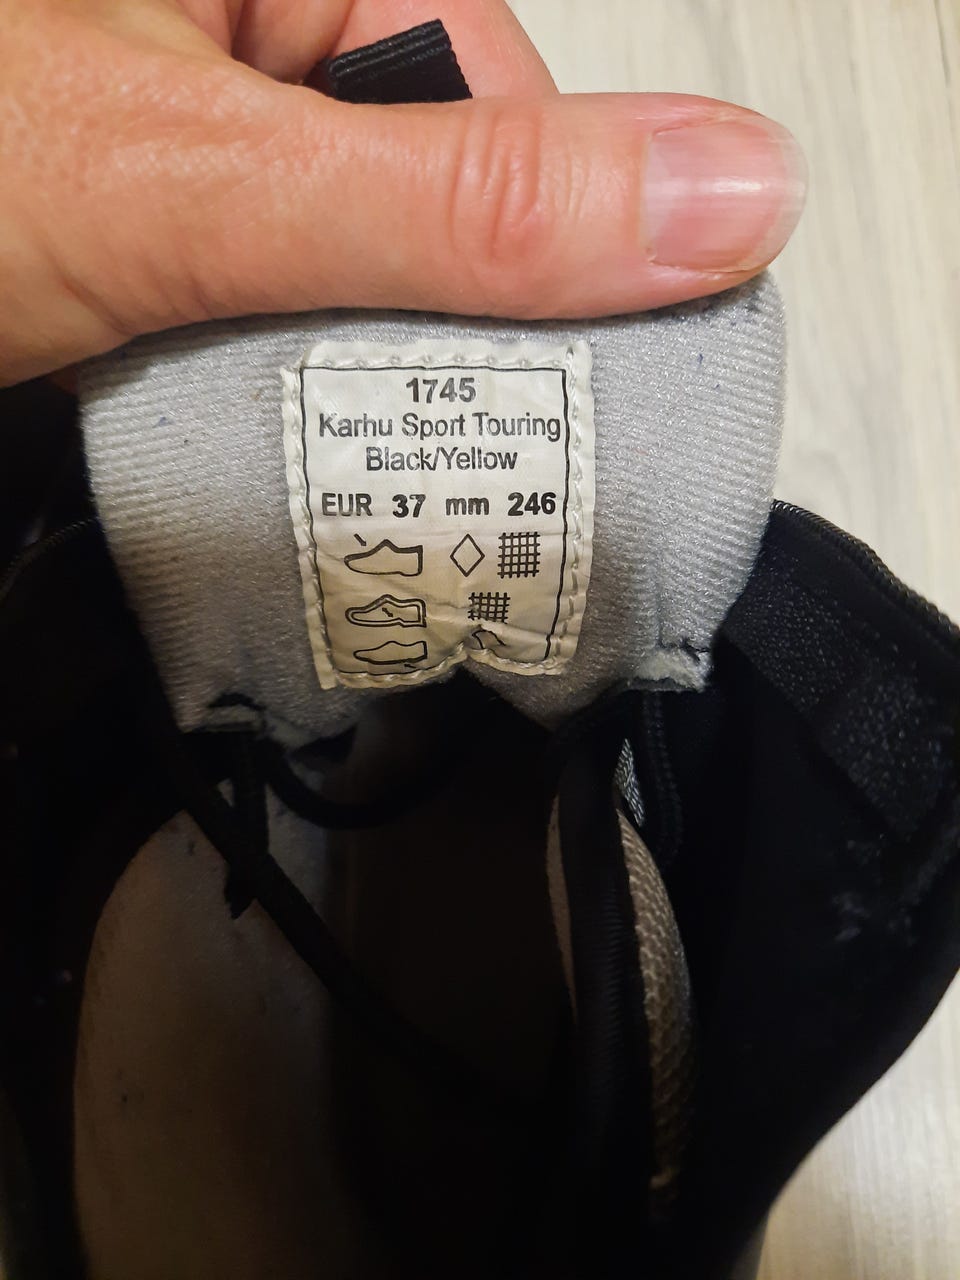 1745
Karhu Sport Touring
Black/Yellow
EUR 37 mm 246